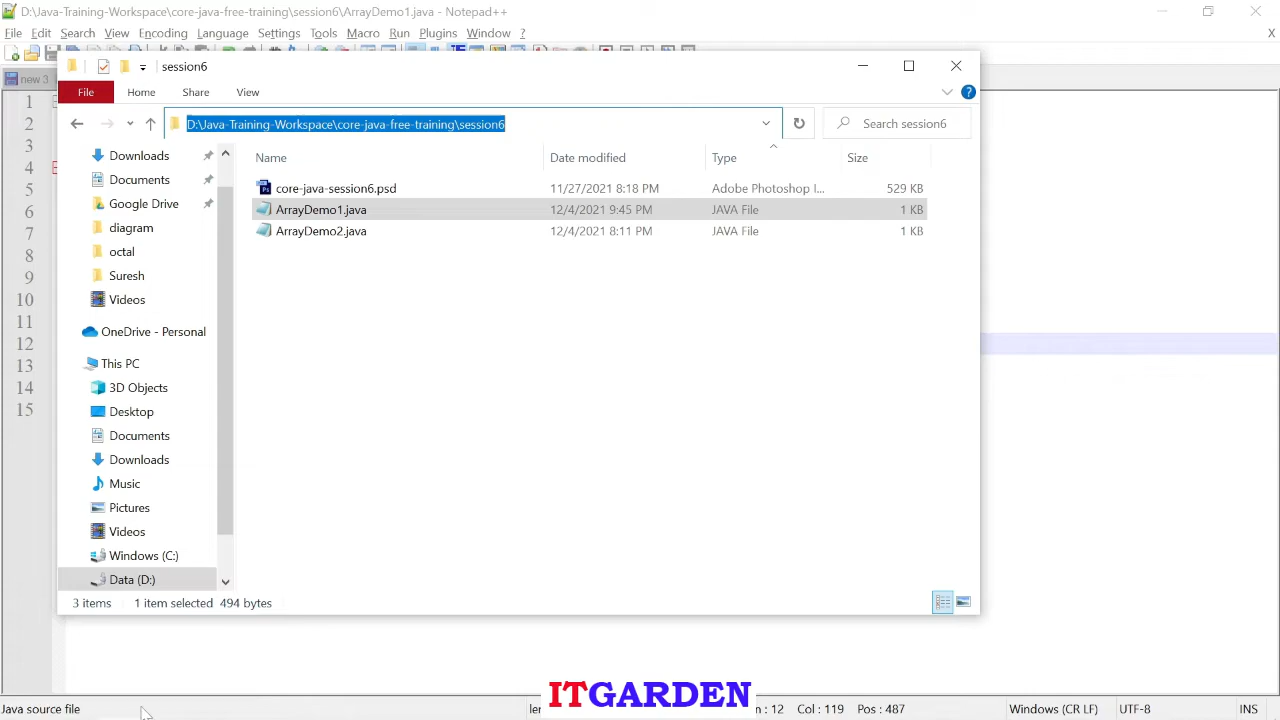 D:\Java-Training-Workspace\core-java-free-training\session6\ArrayDemo1.java - Notepad++
File Edit Search View Encoding Language Settings Tools Macro Run Plugins Window ? X
new 3
session6
File Home Share View
D:\Java-Training-Workspace\core-java-free-training\session6
Search session6
Name Date modified Type Size
core-java-session6.psd 11/27/2021 8:18 PM Adobe Photoshop I... 529 KB
ArrayDemo1.java 12/4/2021 9:45 PM JAVA File 1 KB
ArrayDemo2.java 12/4/2021 8:11 PM JAVA File 1 KB
Downloads
Documents
Google Drive
diagram
octal
Suresh
Videos
OneDrive - Personal
This PC
3D Objects
Desktop
Documents
Downloads
Music
Pictures
Videos
Windows (C:)
Data (D:)
3 items 1 item selected 494 bytes
1
2
3
4
5
6
7
8
9
10
11
12
13
14
15
ITGARDEN
Java source file len : 12 Col : 119 Pos : 487 Windows (CR LF) UTF-8 INS